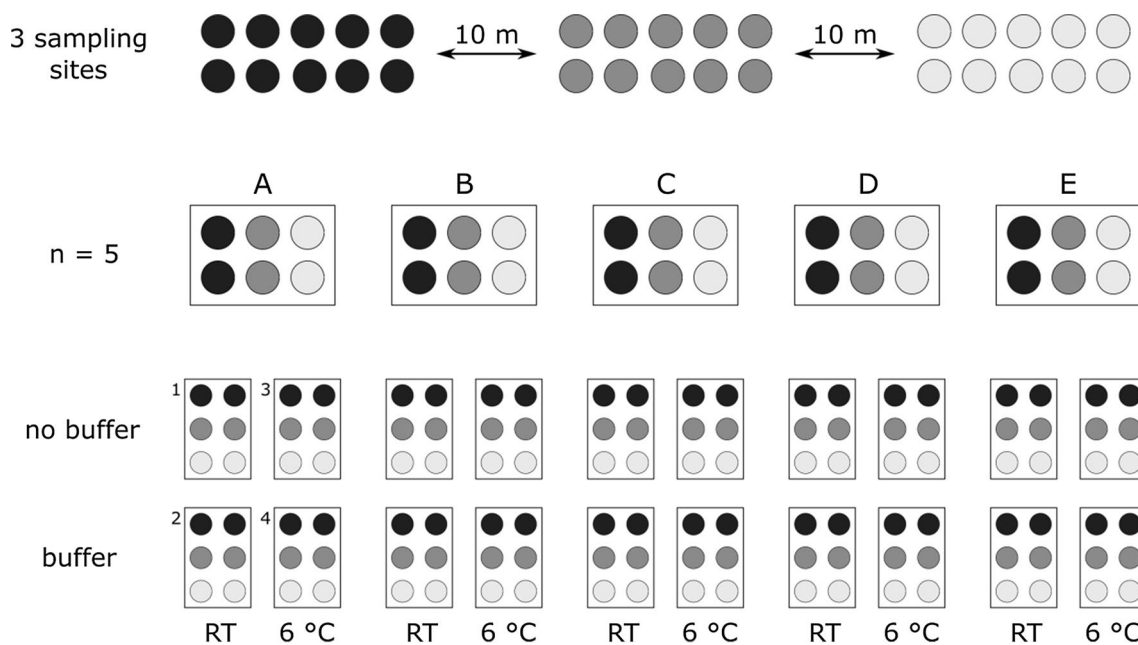 3 sampling sites
10 m
10 m
A B C D E
n = 5
1 3
no buffer
2 4
buffer
RT 6 °C RT 6 °C RT 6 °C RT 6 °C RT 6 °C